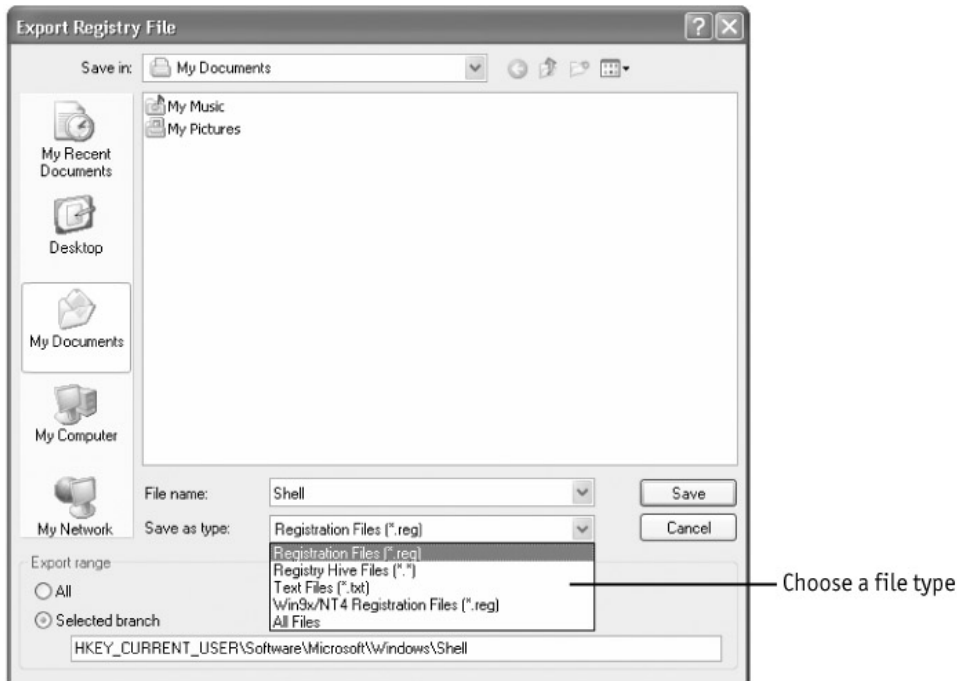 Export Registry File
Save in: My Documents
My Music
My Pictures
My Recent
Documents
Desktop
My Documents
My Computer
My Network
File name: Shell Save
Save as type: Registration Files (*.reg) Cancel
Registration Files (*.reg)
Registry Hive Files (*.*)
Text Files (*.txt)
Win9x/NT4 Registration Files (*.reg)
All Files
Choose a file type
Export range
All
Selected branch
HKEY_CURRENT_USER\Software\Microsoft\Windows\Shell